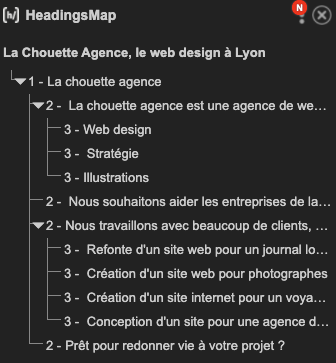 HeadingsMap
N
La Chouette Agence, le web design à Lyon
1 - La chouette agence
2 - La chouette agence est une agence de we…
3 - Web design
3 - Stratégie
3 - Illustrations
2 - Nous souhaitons aider les entreprises de la…
2 - Nous travaillons avec beaucoup de clients, …
3 - Refonte d'un site web pour un journal lo…
3 - Création d'un site web pour photographes
3 - Création d'un site internet pour un voya…
3 - Conception d'un site pour une agence d…
2 - Prêt pour redonner vie à votre projet ?